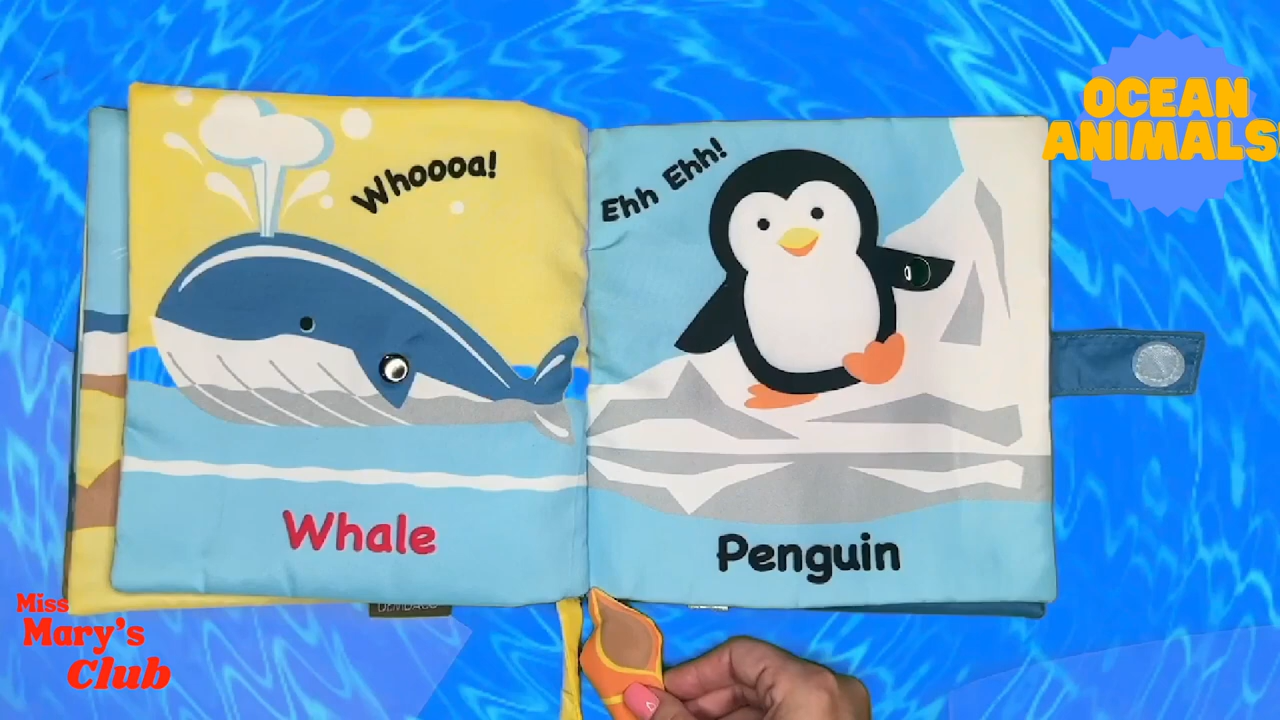 Whoooa!
Whale
Ehh Ehh!
Penguin
OCEAN
ANIMALS
Miss
Mary's
Club